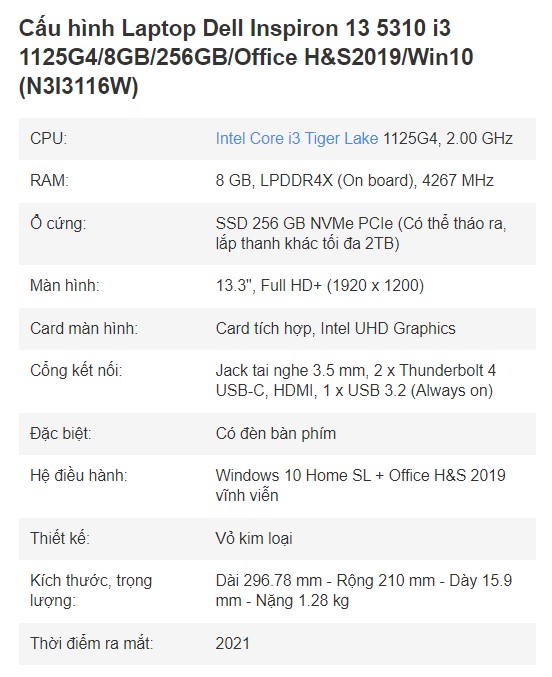 Cấu hình Laptop Dell Inspiron 13 5310 i3
1125G4/8GB/256GB/Office H&S2019/Win10
(N3I3116W)
CPU: Intel Core i3 Tiger Lake 1125G4, 2.00 GHz
RAM: 8 GB, LPDDR4X (On board), 4267 MHz
Ổ cứng: SSD 256 GB NVMe PCIe (Có thể tháo ra,
lắp thanh khác tối đa 2TB)
Màn hình: 13.3", Full HD+ (1920 x 1200)
Card màn hình: Card tích hợp, Intel UHD Graphics
Cổng kết nối: Jack tai nghe 3.5 mm, 2 x Thunderbolt 4
USB-C, HDMI, 1 x USB 3.2 (Always on)
Đặc biệt: Có đèn bàn phím
Hệ điều hành: Windows 10 Home SL + Office H&S 2019
vĩnh viễn
Thiết kế: Vỏ kim loại
Kích thước, trọng Dài 296.78 mm - Rộng 210 mm - Dày 15.9
lượng: mm - Nặng 1.28 kg
Thời điểm ra mắt: 2021